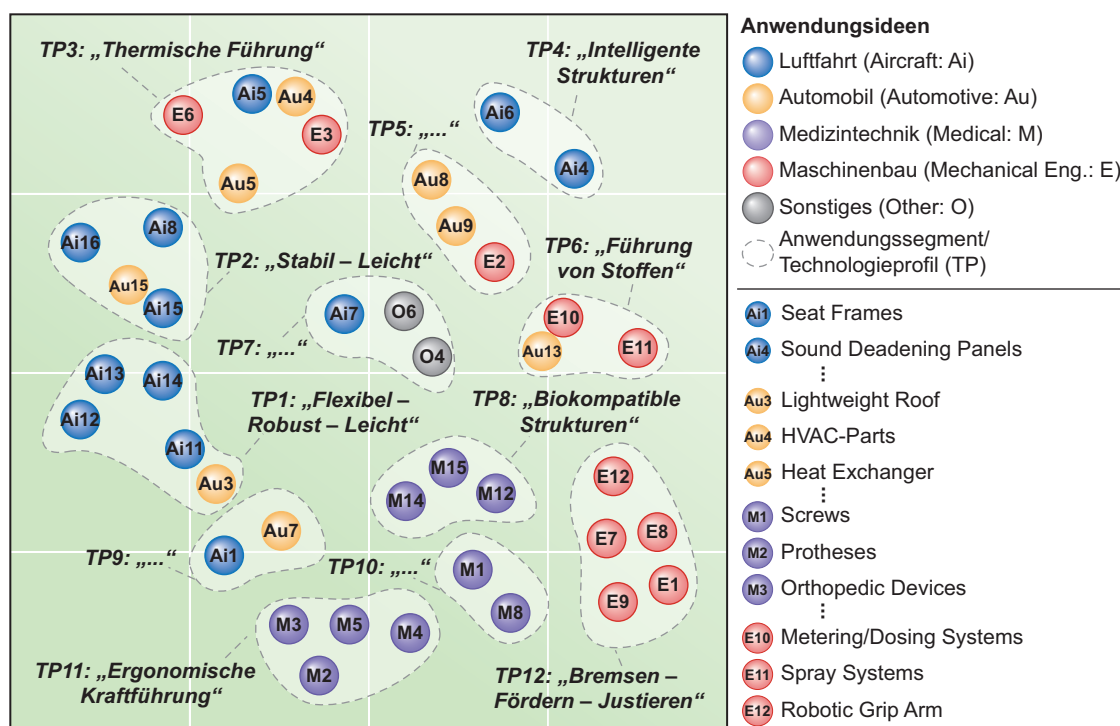 TP3: „Thermische Führung“
Ai5
Au4
E6
E3
Au5
TP4: „Intelligente
Strukturen“
Ai6
Ai4
TP5: „...“
Au8
Au9
E2
Ai16
Ai8
Au15
Ai15
TP2: „Stabil – Leicht“
TP6: „Führung
von Stoffen“
E10
Au13
E11
Ai7
O6
O4
TP7: „...“
Ai13
Ai14
Ai12
Ai11
Au3
TP1: „Flexibel –
Robust – Leicht“
TP8: „Biokompatible
Strukturen“
M15
M14
M12
E12
E7
E8
E9
E1
Au7
Ai1
TP9: „...“
TP10: „...“
M1
M8
M3
M5
M4
M2
TP11: „Ergonomische
Kraftführung“
TP12: „Bremsen –
Fördern – Justieren“
Anwendungsideen
Luftfahrt (Aircraft: Ai)
Automobil (Automotive: Au)
Medizintechnik (Medical: M)
Maschinenbau (Mechanical Eng.: E)
Sonstiges (Other: O)
Anwendungssegment/
Technologieprofil (TP)
Ai1 Seat Frames
Ai4 Sound Deadening Panels
Au3 Lightweight Roof
Au4 HVAC-Parts
Au5 Heat Exchanger
M1 Screws
M2 Protheses
M3 Orthopedic Devices
E10 Metering/Dosing Systems
E11 Spray Systems
E12 Robotic Grip Arm